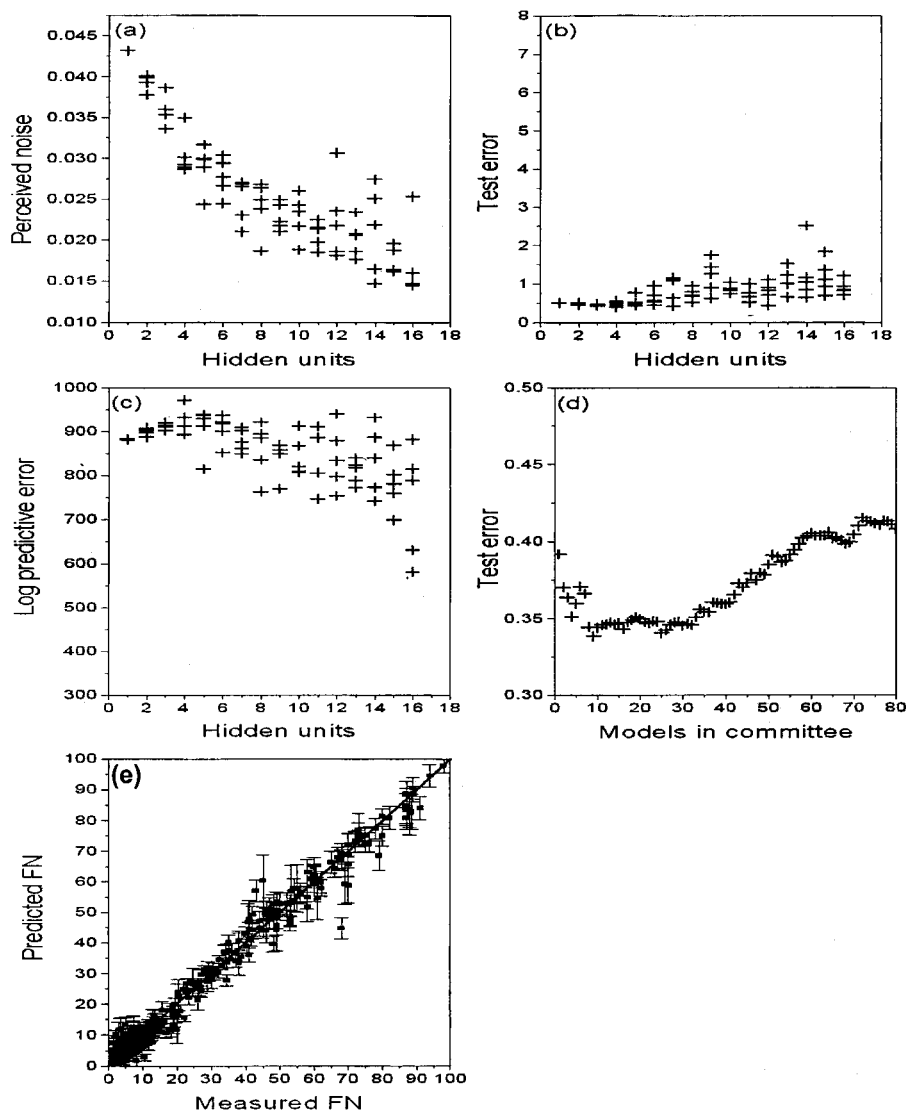 (a)
Perceived noise
0.045
0.040
0.035
0.030
0.025
0.020
0.015
0.010
0 2 4 6 8 10 12 14 16 18
Hidden units
(b)
Test error
8
7
6
5
4
3
2
1
0
0 2 4 6 8 10 12 14 16 18
Hidden units
(c)
Log predictive error
1000
900
800
700
600
500
400
300
0 2 4 6 8 10 12 14 16 18
Hidden units
(d)
Test error
0.50
0.45
0.40
0.35
0.30
0 10 20 30 40 50 60 70 80
Models in committee
(e)
Predicted FN
100
90
80
70
60
50
40
30
20
10
0
0 10 20 30 40 50 60 70 80 90 100
Measured FN